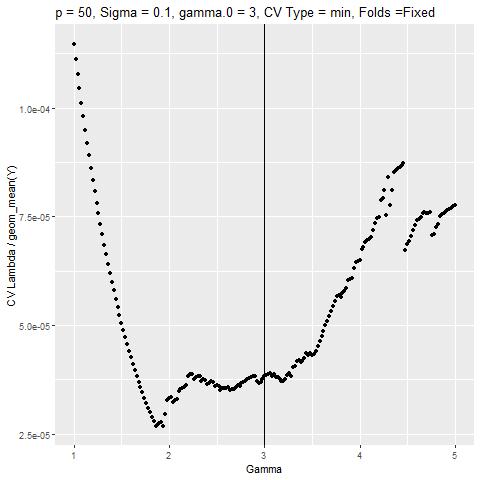 p = 50, Sigma = 0.1, gamma.0 = 3, CV Type = min, Folds =Fixed
CV Lambda / geom_mean(Y)
1.0e-04
7.5e-05
5.0e-05
2.5e-05
1 2 3 4 5
Gamma